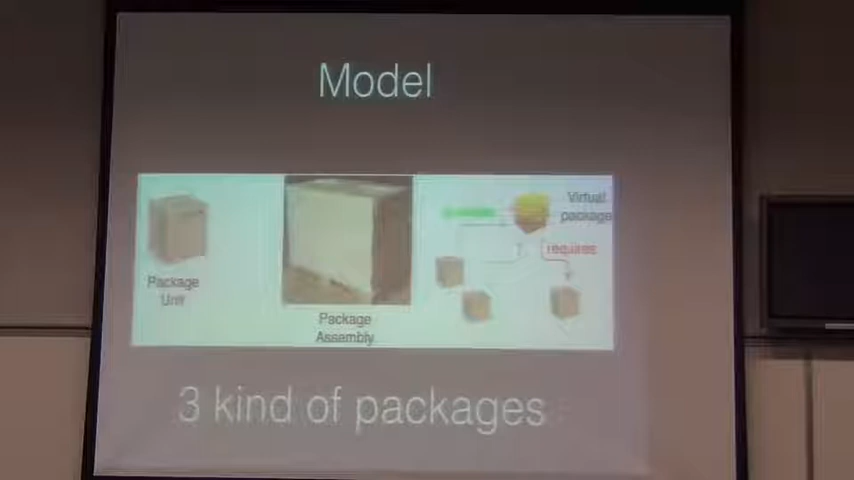 Model
Package
Unit
Package
Assembly
Virtual
package
requires
3 kind of packages